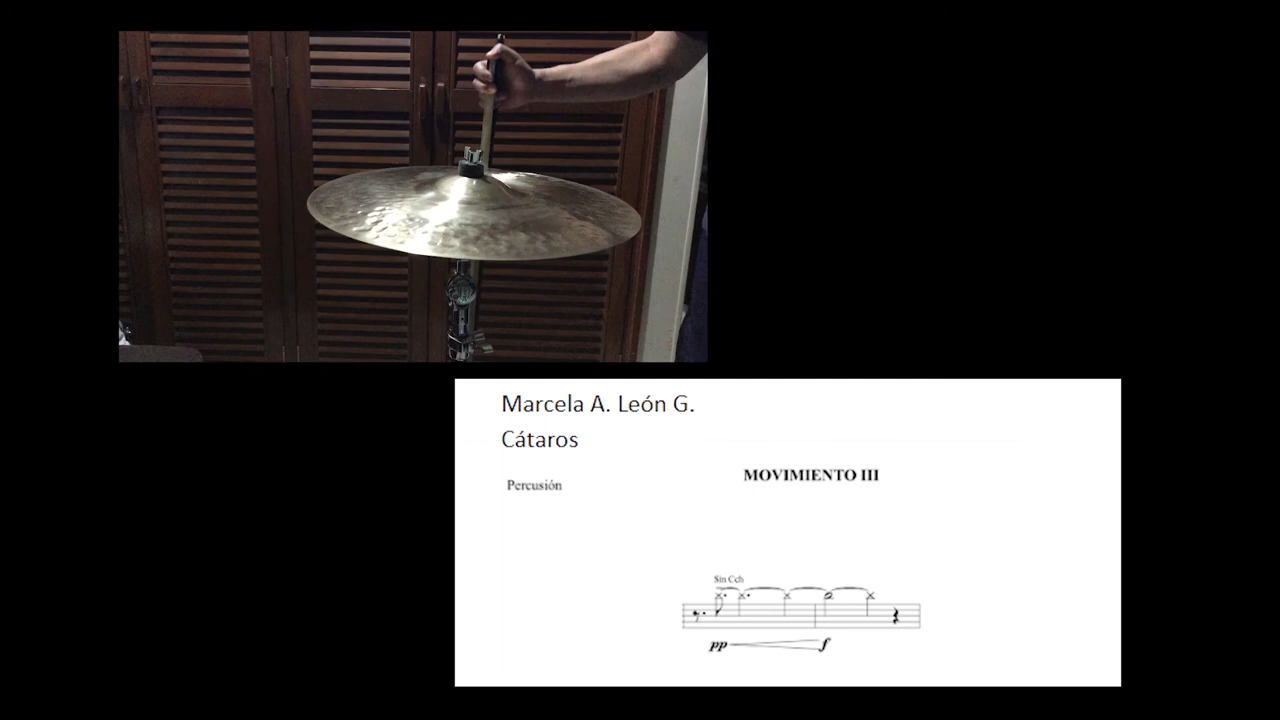 Marcela A. León G.
Cátaros
MOVIMIENTO III
Percusión
Sin Cch
pp
f